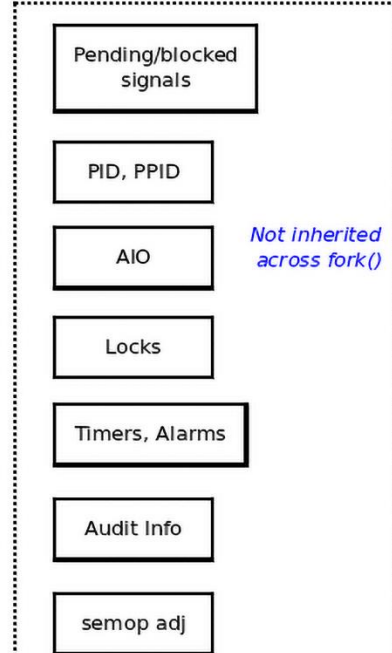 Pending/blocked
signals
PID, PPID
Not inherited
across fork()
AIO
Locks
Timers, Alarms
Audit Info
semop adj